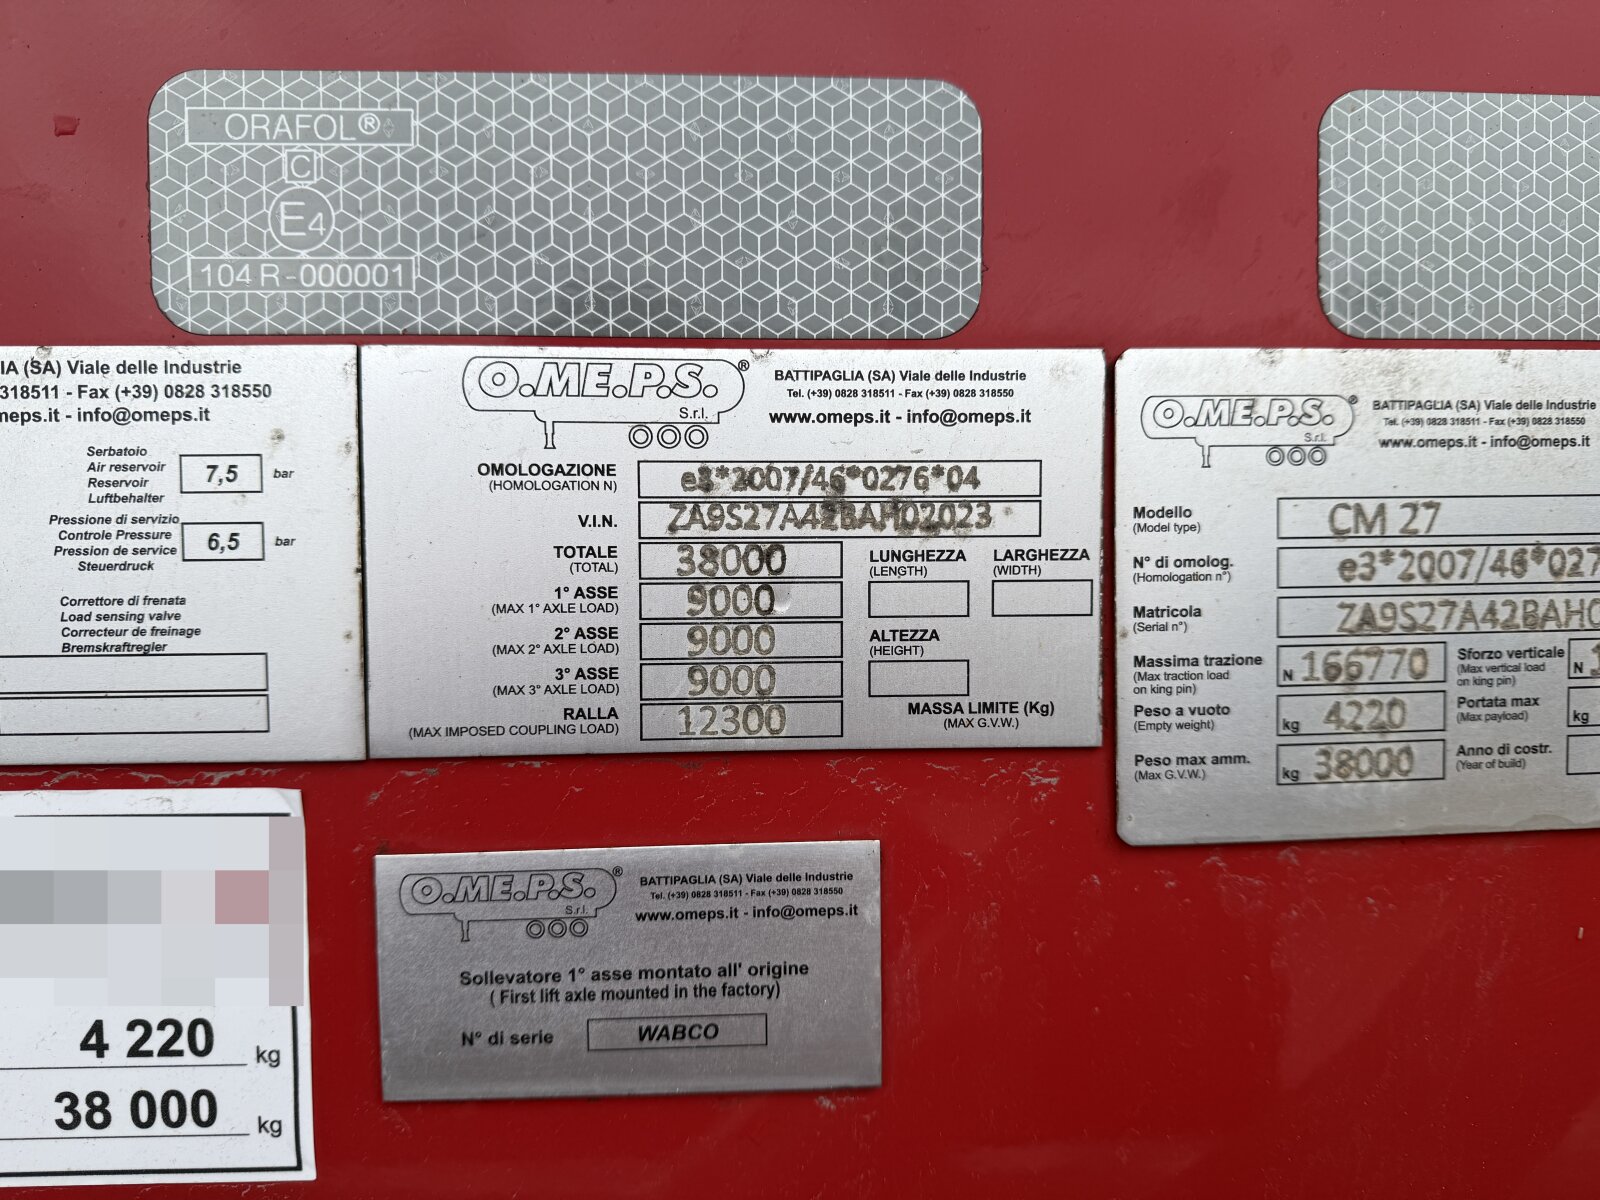 ORAFOL®
C
E4
104 R-000001
IA (SA) Viale delle Industrie
318511 - Fax (+39) 0828 318550
meps.it - info@omeps.it
Serbatoio
Air reservoir
Reservoir
Luftbehalter
7,5 bar
Pressione di servizio
Controle Pressure
Pression de service
Steuerdruck
6,5 bar
Correttore di frenata
Load sensing valve
Correcteur de freinage
Bremskraftregler
O.ME.P.S.®
S.r.l.
BATTIPAGLIA (SA) Viale delle Industrie
Tel. (+39) 0828 318511 - Fax (+39) 0828 318550
www.omeps.it - info@omeps.it
OMOLOGAZIONE
(HOMOLOGATION N)
e3*2007/46*0276*04
V.I.N.
ZA9S27A42BAH02023
TOTALE
(TOTAL)
38000
1° ASSE
(MAX 1° AXLE LOAD)
9000
2° ASSE
(MAX 2° AXLE LOAD)
9000
3° ASSE
(MAX 3° AXLE LOAD)
9000
RALLA
(MAX IMPOSED COUPLING LOAD)
12300
LUNGHEZZA
(LENGTH)
LARGHEZZA
(WIDTH)
ALTEZZA
(HEIGHT)
MASSA LIMITE (Kg)
(MAX G.V.W.)
O.ME.P.S.®
S.r.l.
BATTIPAGLIA (SA) Viale delle Industrie
Tel. (+39) 0828 318511 - Fax (+39) 0828 318550
www.omeps.it - info@omeps.it
Modello
(Model type)
CM 27
N° di omolog.
(Homologation n°)
e3*2007/46*027
Matricola
(Serial n°)
ZA9S27A42BAH0
Massima trazione
(Max traction load
on king pin)
N 166770
Sforzo verticale
(Max vertical load
on king pin)
N 1
Peso a vuoto
(Empty weight)
kg 4220
Portata max
(Max payload)
kg
Peso max amm.
(Max G.V.W.)
kg 38000
Anno di costr.
(Year of build)
4 220 kg
38 000 kg
O.ME.P.S.®
S.r.l.
BATTIPAGLIA (SA) Viale delle Industrie
Tel. (+39) 0828 318511 - Fax (+39) 0828 318550
www.omeps.it - info@omeps.it
Sollevatore 1° asse montato all' origine
( First lift axle mounted in the factory)
N° di serie WABCO